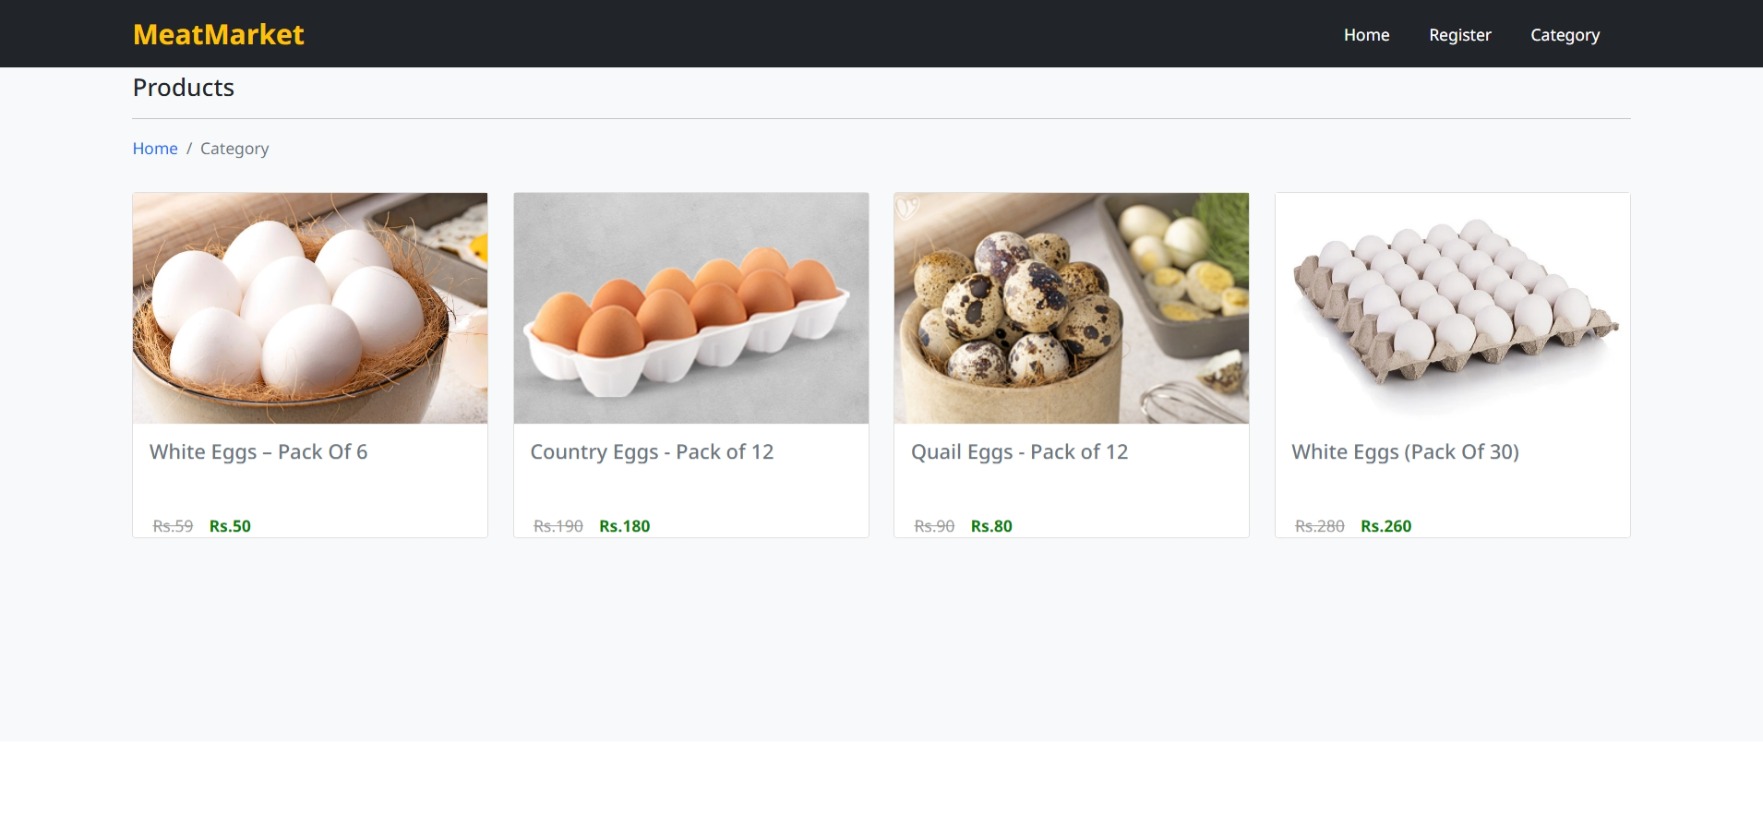 MeatMarket
Home Register Category
Products
Home / Category
White Eggs – Pack Of 6
Rs.59 Rs.50
Country Eggs - Pack of 12
Rs.190 Rs.180
Quail Eggs - Pack of 12
Rs.90 Rs.80
White Eggs (Pack Of 30)
Rs.280 Rs.260